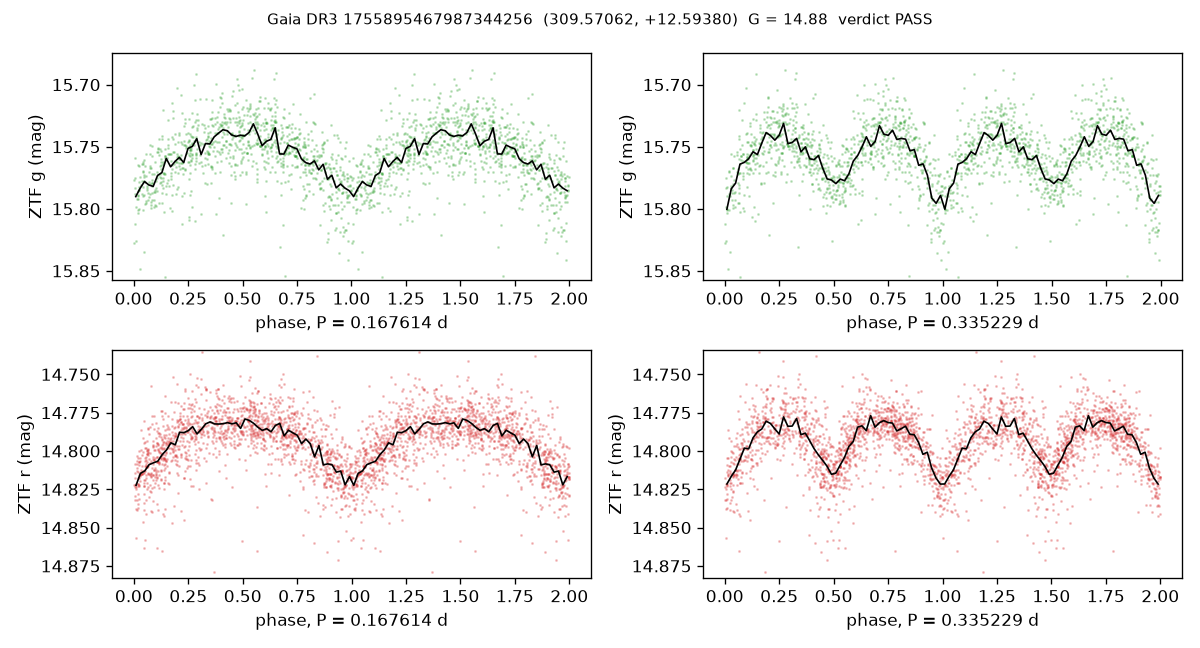 Gaia DR3 1755895467987344256  (309.57062, +12.59380)  G = 14.88  verdict PASS
ZTF g (mag)
15.70
15.75
15.80
15.85
0.00 0.25 0.50 0.75 1.00 1.25 1.50 1.75 2.00
phase, P = 0.167614 d
ZTF g (mag)
15.70
15.75
15.80
15.85
0.00 0.25 0.50 0.75 1.00 1.25 1.50 1.75 2.00
phase, P = 0.335229 d
ZTF r (mag)
14.750
14.775
14.800
14.825
14.850
14.875
0.00 0.25 0.50 0.75 1.00 1.25 1.50 1.75 2.00
phase, P = 0.167614 d
ZTF r (mag)
14.750
14.775
14.800
14.825
14.850
14.875
0.00 0.25 0.50 0.75 1.00 1.25 1.50 1.75 2.00
phase, P = 0.335229 d